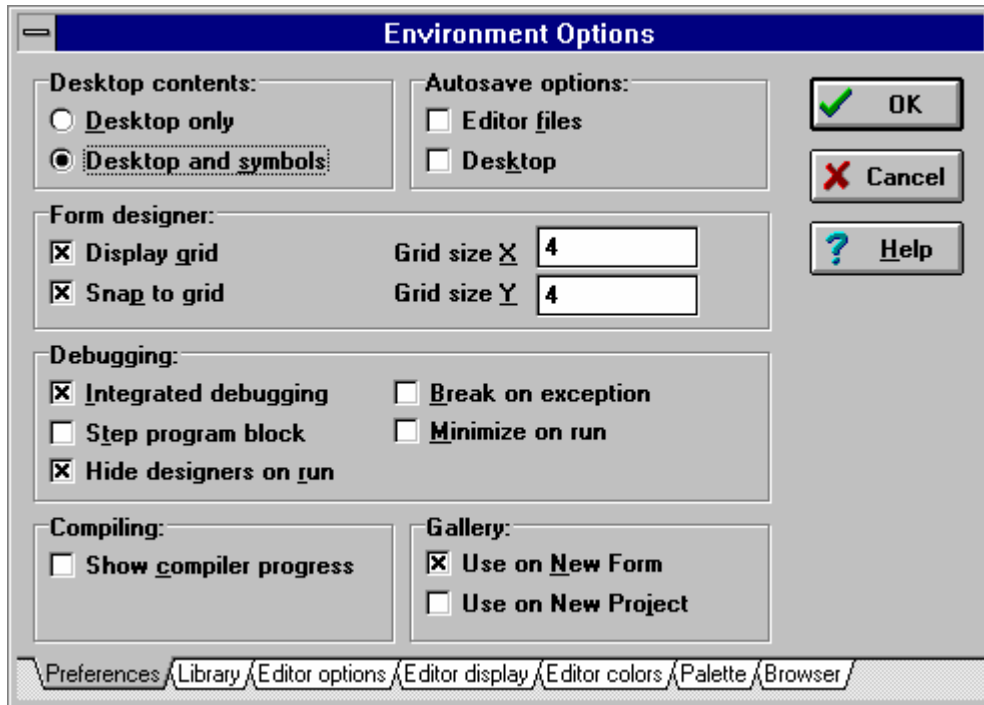 Environment Options
Desktop contents:
Desktop only
Desktop and symbols
Autosave options:
Editor files
Desktop
OK
Cancel
Help
Form designer:
Display grid
Snap to grid
Grid size X 4
Grid size Y 4
Debugging:
Integrated debugging
Step program block
Hide designers on run
Break on exception
Minimize on run
Compiling:
Show compiler progress
Gallery:
Use on New Form
Use on New Project
Preferences Library Editor options Editor display Editor colors Palette Browser